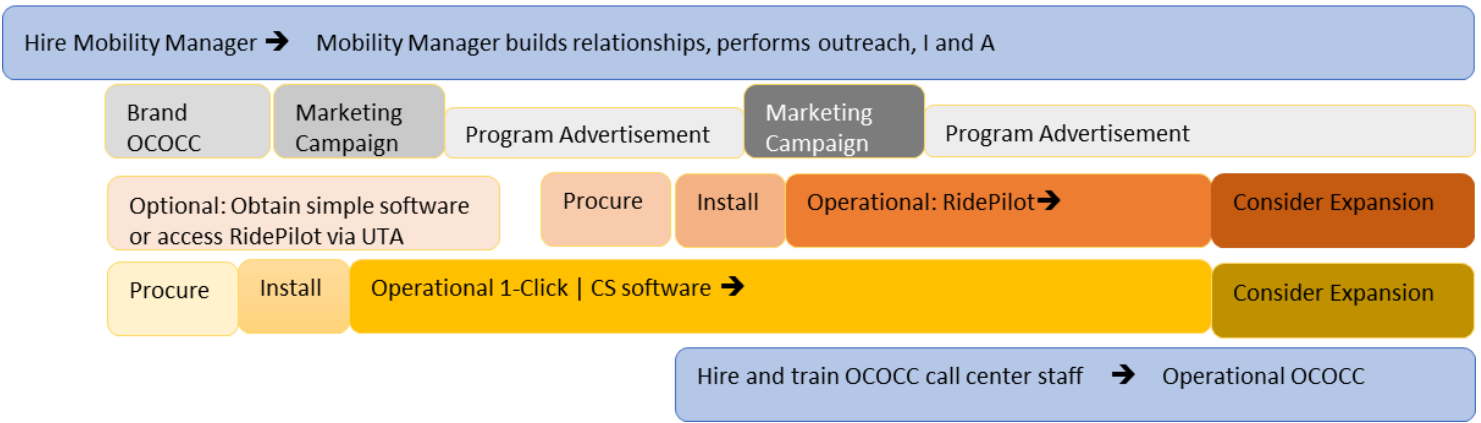 Hire Mobility Manager ➔ Mobility Manager builds relationships, performs outreach, I and A
Brand
OCOCC
Marketing
Campaign
Program Advertisement
Marketing
Campaign
Program Advertisement
Optional: Obtain simple software
or access RidePilot via UTA
Procure
Install
Operational: RidePilot➔
Consider Expansion
Procure
Install
Operational 1-Click | CS software ➔
Consider Expansion
Hire and train OCOCC call center staff ➔ Operational OCOCC